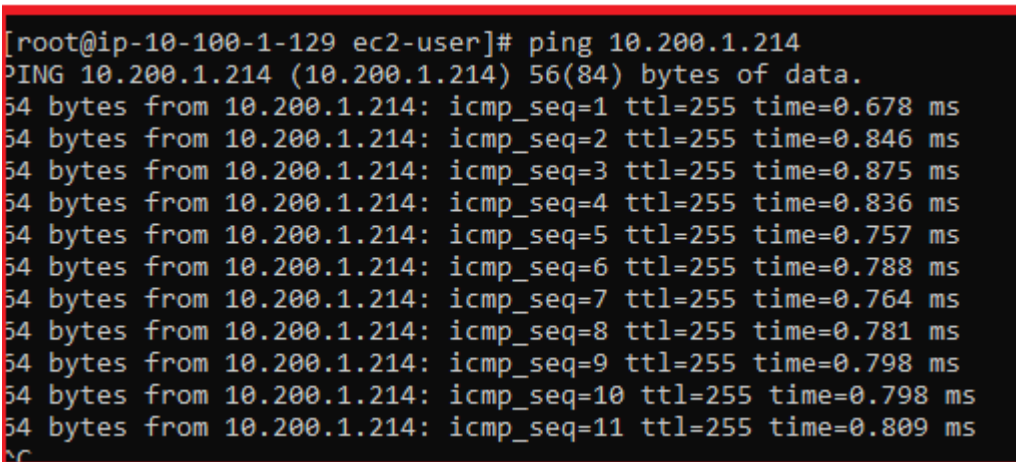 [root@ip-10-100-1-129 ec2-user]# ping 10.200.1.214
PING 10.200.1.214 (10.200.1.214) 56(84) bytes of data.
64 bytes from 10.200.1.214: icmp_seq=1 ttl=255 time=0.678 ms
64 bytes from 10.200.1.214: icmp_seq=2 ttl=255 time=0.846 ms
64 bytes from 10.200.1.214: icmp_seq=3 ttl=255 time=0.875 ms
64 bytes from 10.200.1.214: icmp_seq=4 ttl=255 time=0.836 ms
64 bytes from 10.200.1.214: icmp_seq=5 ttl=255 time=0.757 ms
64 bytes from 10.200.1.214: icmp_seq=6 ttl=255 time=0.788 ms
64 bytes from 10.200.1.214: icmp_seq=7 ttl=255 time=0.764 ms
64 bytes from 10.200.1.214: icmp_seq=8 ttl=255 time=0.781 ms
64 bytes from 10.200.1.214: icmp_seq=9 ttl=255 time=0.798 ms
64 bytes from 10.200.1.214: icmp_seq=10 ttl=255 time=0.798 ms
64 bytes from 10.200.1.214: icmp_seq=11 ttl=255 time=0.809 ms
^C